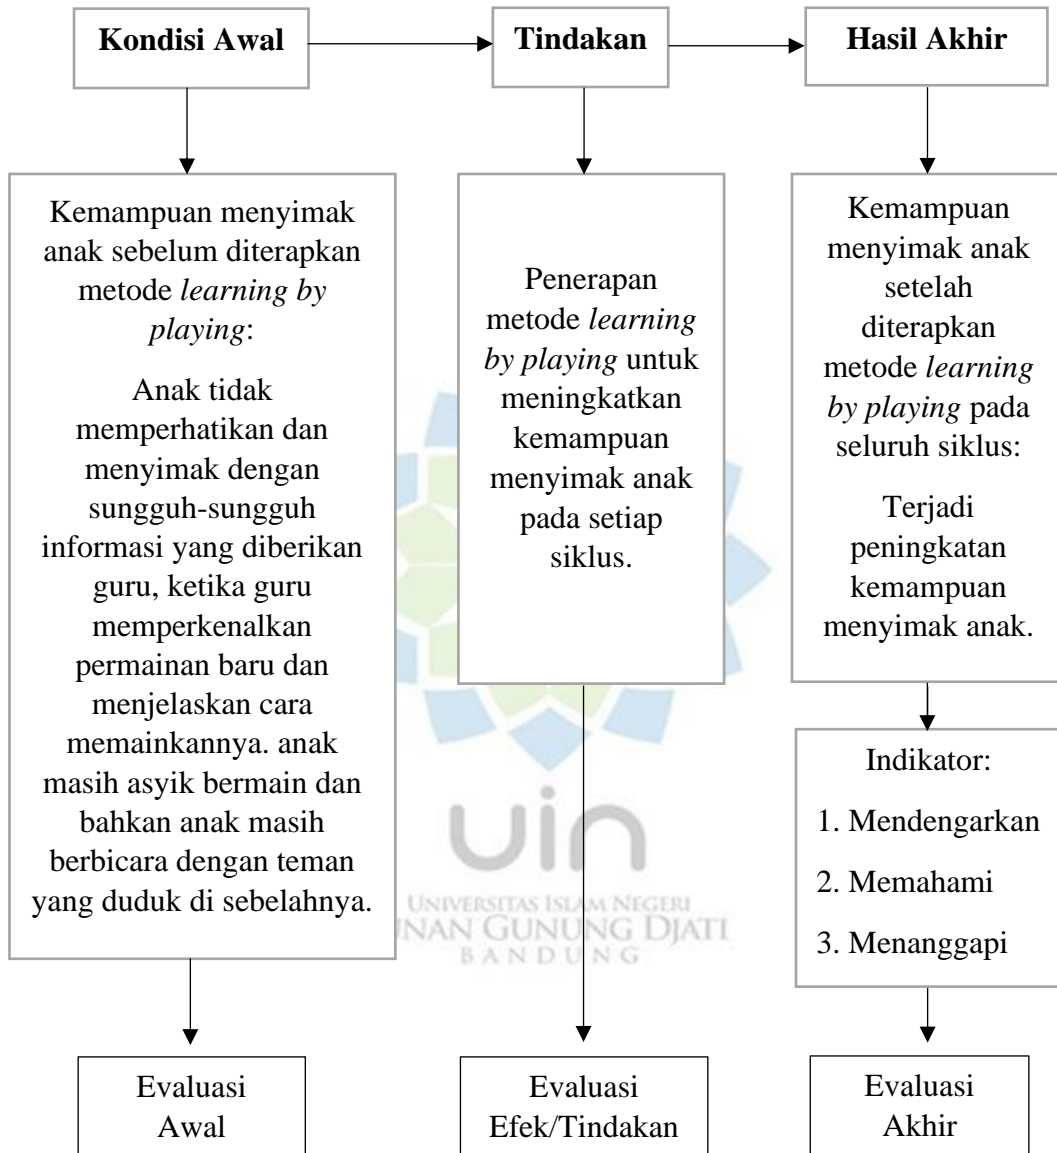 Kondisi Awal
Tindakan
Hasil Akhir
Kemampuan menyimak
anak sebelum diterapkan
metode learning by
playing:
Anak tidak
memperhatikan dan
menyimak dengan
sungguh-sungguh
informasi yang diberikan
guru, ketika guru
memperkenalkan
permainan baru dan
menjelaskan cara
memainkannya. anak
masih asyik bermain dan
bahkan anak masih
berbicara dengan teman
yang duduk di sebelahnya.
Penerapan
metode learning
by playing untuk
meningkatkan
kemampuan
menyimak anak
pada setiap
siklus.
Kemampuan
menyimak anak
setelah
diterapkan
metode learning
by playing pada
seluruh siklus:
Terjadi
peningkatan
kemampuan
menyimak anak.
Indikator:
1. Mendengarkan
2. Memahami
3. Menanggapi
Evaluasi
Awal
Evaluasi
Efek/Tindakan
Evaluasi
Akhir
uin
UNIVERSITAS ISLAM NEGERI
UNAN GUNUNG DJATI
BANDUNG